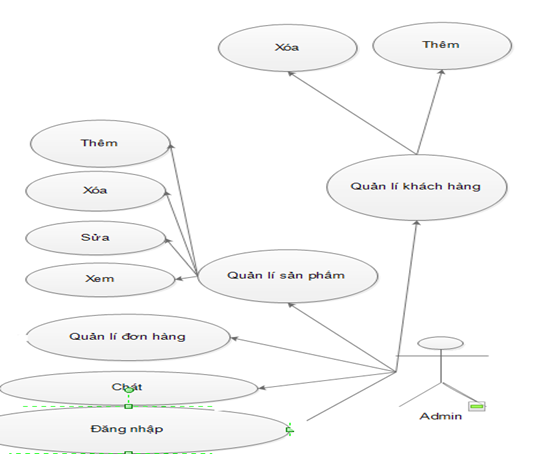 Xóa
Thêm
Thêm
Xóa
Quản lí khách hàng
Sửa
Xem
Quản lí sản phẩm
Quản lí đơn hàng
Chát
Admin
Đăng nhập